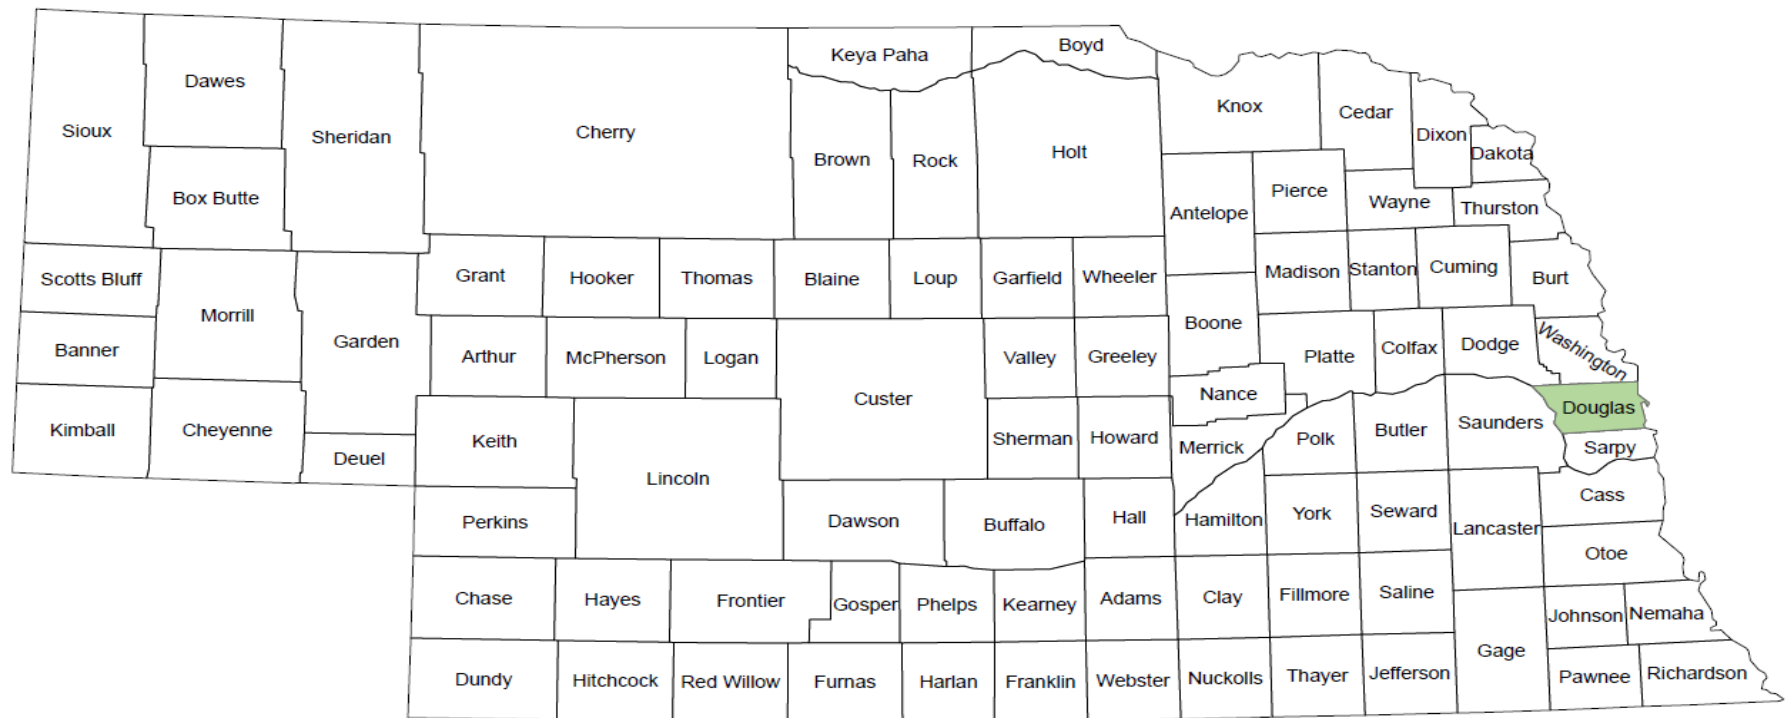 Boyd
Keya Paha
Dawes
Knox
Cedar
Sioux
Sheridan
Cherry
Dixon
Brown
Rock
Holt
Dakota
Box Butte
Pierce
Wayne
Antelope
Thurston
Scotts Bluff
Grant
Hooker
Thomas
Blaine
Loup
Garfield
Wheeler
Madison
Stanton
Cuming
Burt
Morrill
Garden
Boone
Banner
Arthur
McPherson
Logan
Valley
Greeley
Platte
Colfax
Dodge
Washington
Custer
Nance
Douglas
Kimball
Cheyenne
Keith
Sherman
Howard
Merrick
Polk
Butler
Saunders
Sarpy
Deuel
Lincoln
Cass
Perkins
Dawson
Buffalo
Hall
Hamilton
York
Seward
Lancaster
Otoe
Chase
Hayes
Frontier
Gosper
Phelps
Kearney
Adams
Clay
Fillmore
Saline
Johnson
Nemaha
Gage
Dundy
Hitchcock
Red Willow
Furnas
Harlan
Franklin
Webster
Nuckolls
Thayer
Jefferson
Pawnee
Richardson